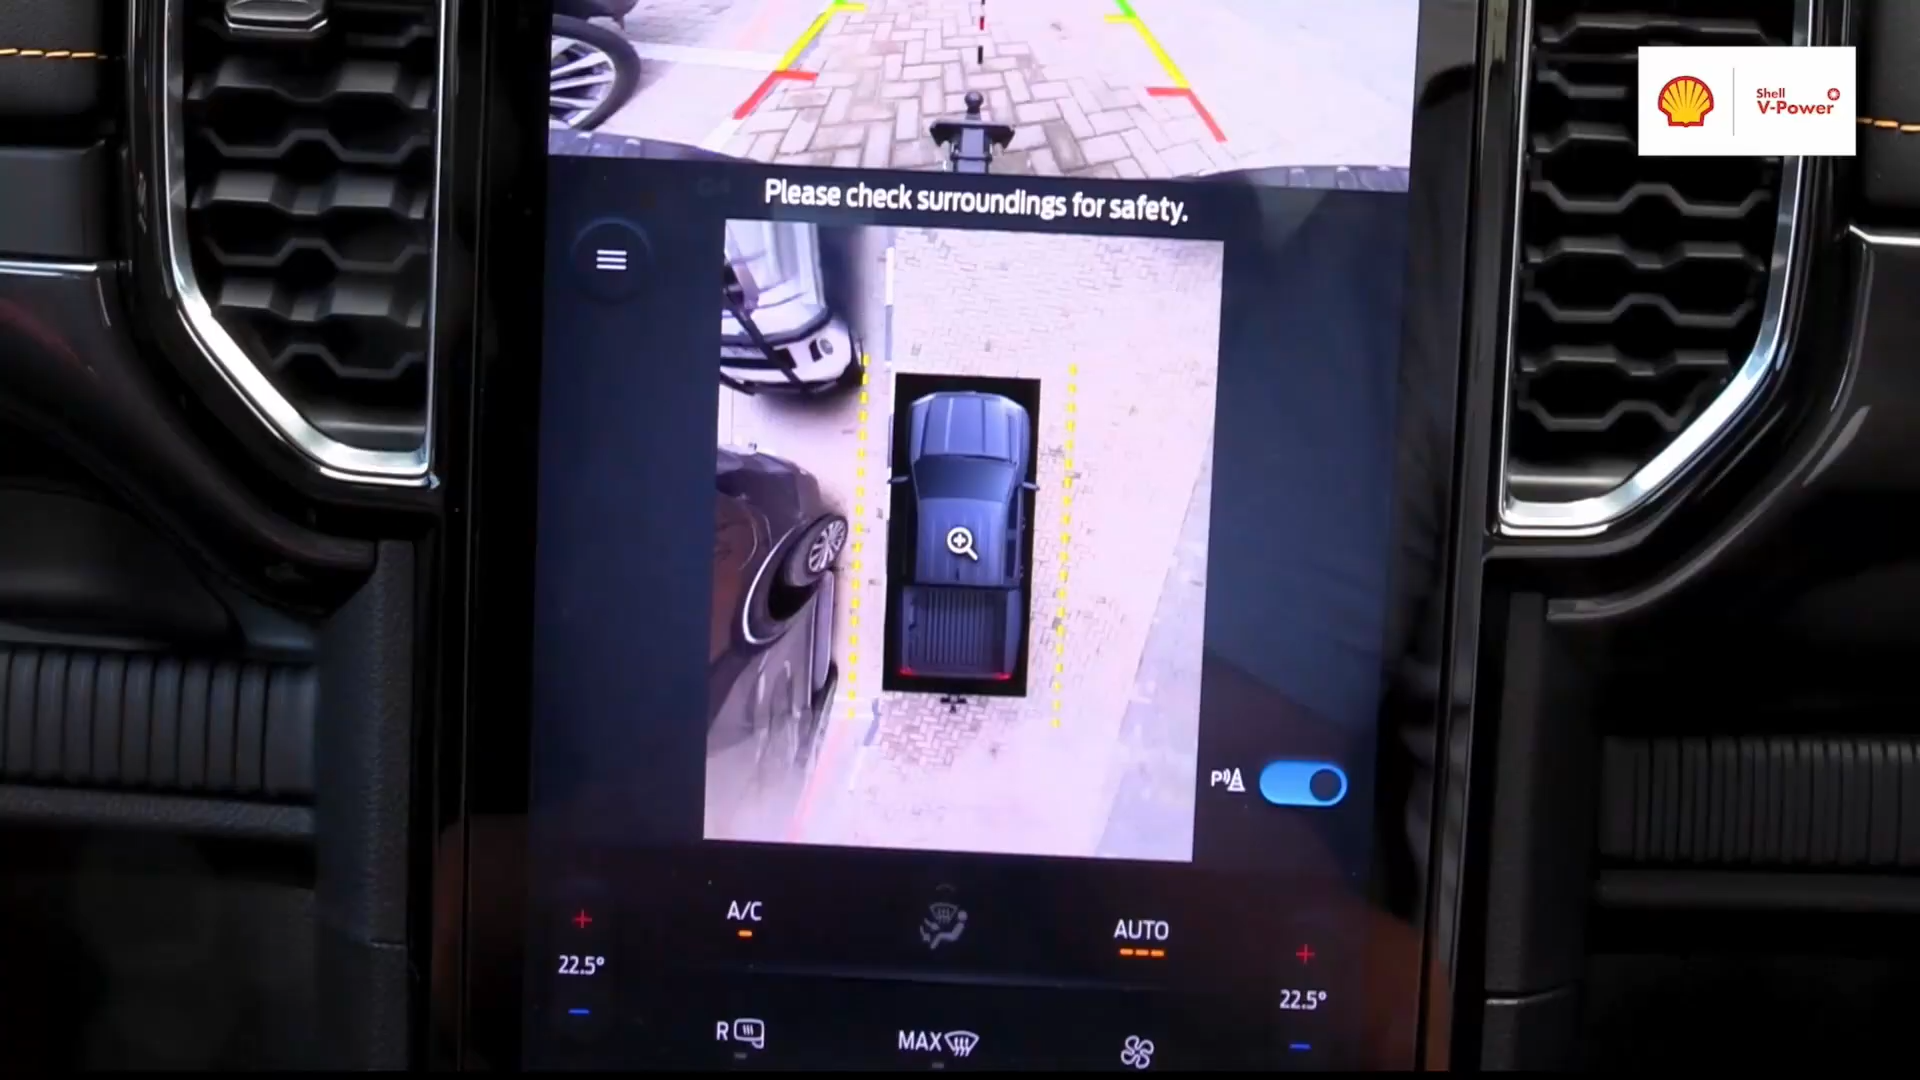 Shell
V-Power
Please check surroundings for safety.
P
A/C
AUTO
22.5°
22.5°
R
MAX